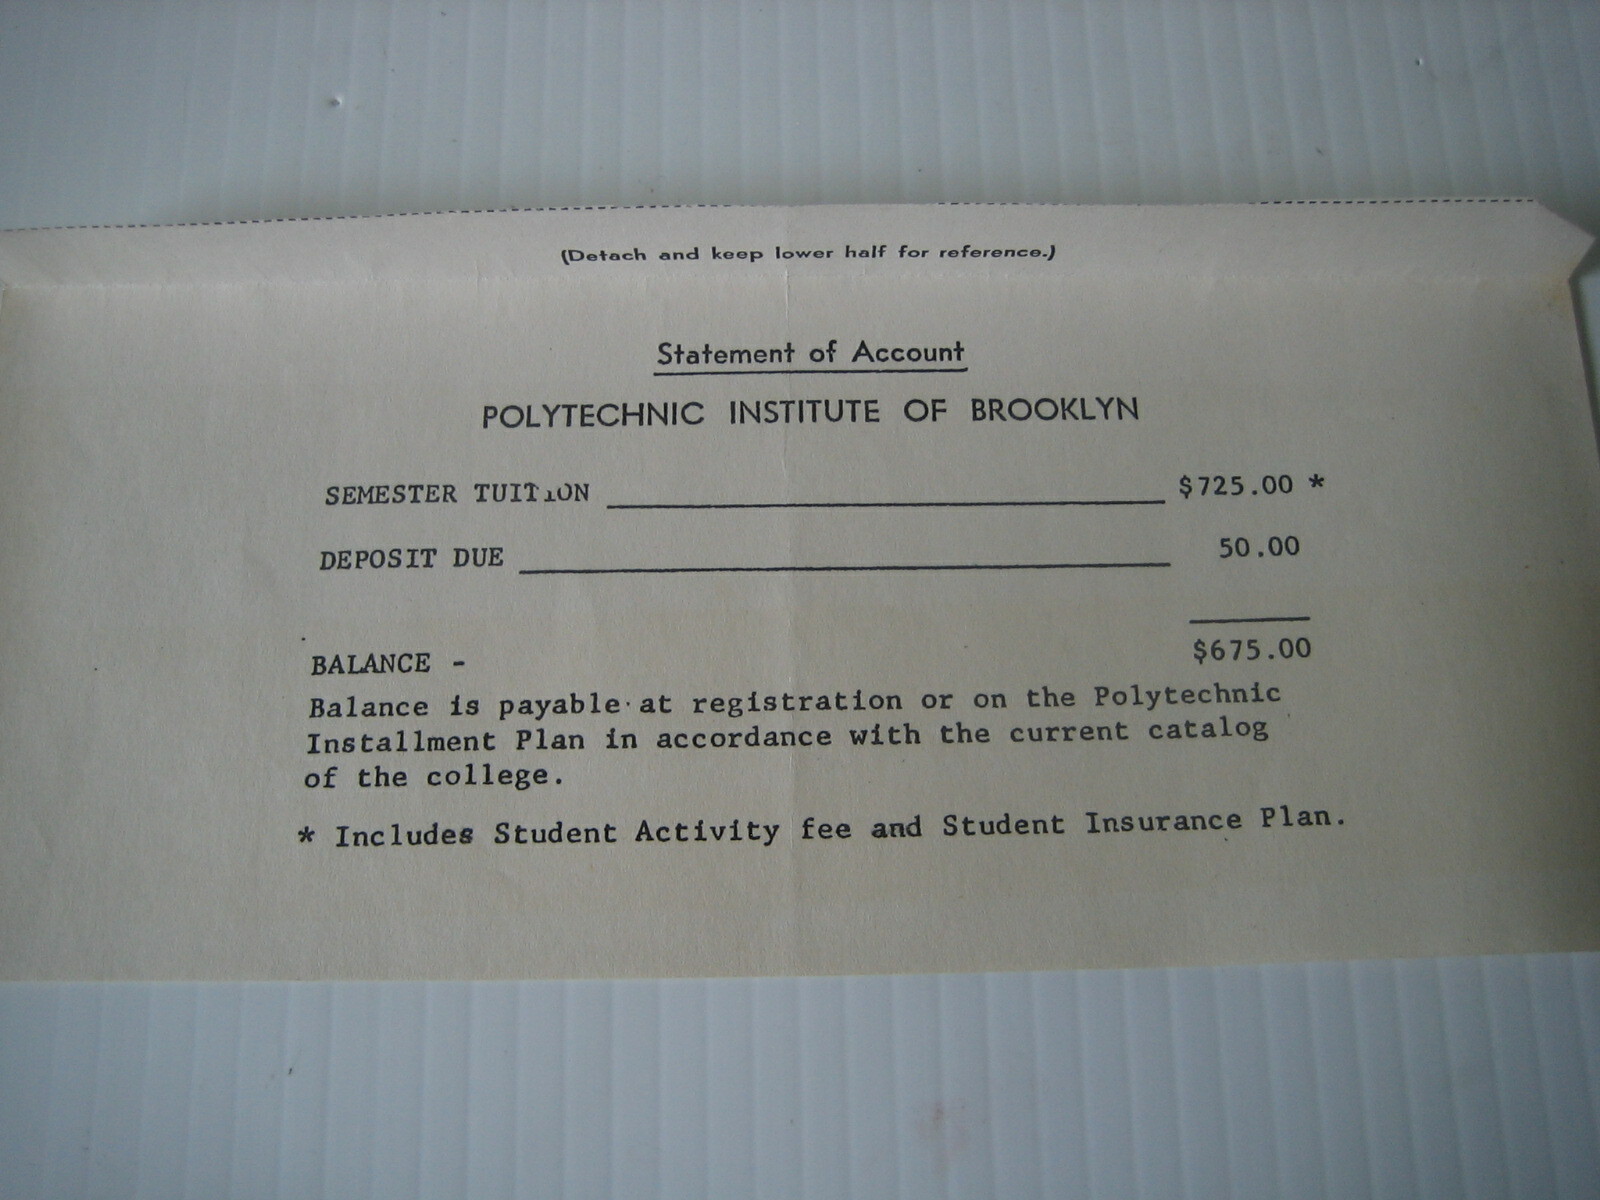 (Detach and keep lower half for reference.)
Statement of Account
POLYTECHNIC INSTITUTE OF BROOKLYN
SEMESTER TUITION $725.00 *
DEPOSIT DUE 50.00
BALANCE - $675.00
Balance is payable at registration or on the Polytechnic
Installment Plan in accordance with the current catalog
of the college.
* Includes Student Activity fee and Student Insurance Plan.